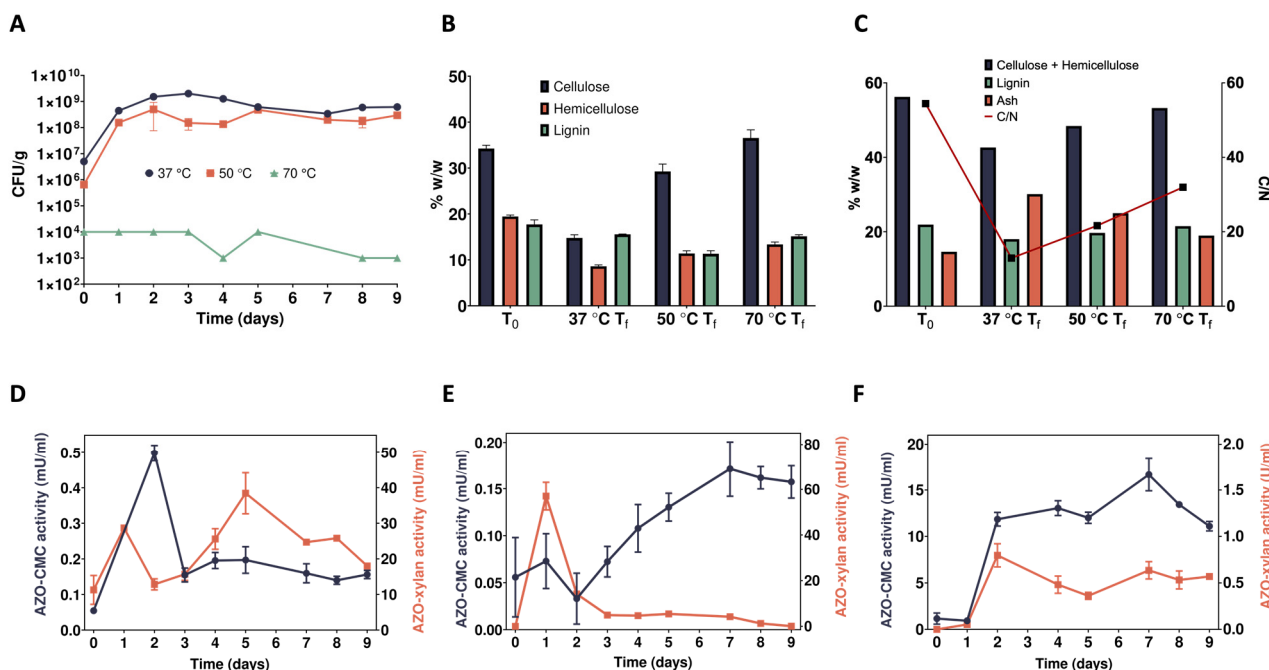 A
1×10¹⁰
1×10⁹
1×10⁸
1×10⁷
1×10⁶
1×10⁵
1×10⁴
1×10³
1×10²
CFU/g
37 °C 50 °C 70 °C
0 1 2 3 4 5 6 7 8 9
Time (days)
B
50
40
30
20
10
0
% w/w
Cellulose
Hemicellulose
Lignin
T₀ 37 °C T_f 50 °C T_f 70 °C T_f
C
Cellulose + Hemicellulose
Lignin
Ash
C/N
60
40
20
0
% w/w
60
40
20
0
C/N
T₀ 37 °C T_f 50 °C T_f 70 °C T_f
D
AZO-CMC activity (mU/ml)
0.5
0.4
0.3
0.2
0.1
0.0
50
40
30
20
10
0
AZO-xylan activity (mU/ml)
0 1 2 3 4 5 6 7 8 9
Time (days)
E
AZO-CMC activity (mU/ml)
0.20
0.15
0.10
0.05
0.00
80
60
40
20
0
AZO-xylan activity (mU/ml)
0 1 2 3 4 5 6 7 8 9
Time (days)
F
AZO-CMC activity (mU/ml)
20
15
10
5
0
2.0
1.5
1.0
0.5
0.0
AZO-xylan activity (U/ml)
0 1 2 3 4 5 6 7 8 9
Time (days)